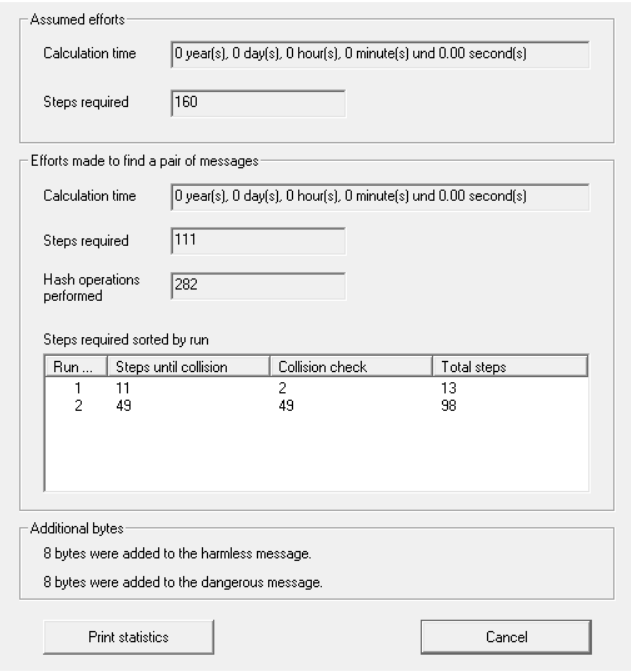 Assumed efforts
Calculation time 0 year(s), 0 day(s), 0 hour(s), 0 minute(s) und 0.00 second(s)
Steps required 160
Efforts made to find a pair of messages
Calculation time 0 year(s), 0 day(s), 0 hour(s), 0 minute(s) und 0.00 second(s)
Steps required 111
Hash operations
performed 282
Steps required sorted by run
Run ... Steps until collision Collision check Total steps
1 11 2 13
2 49 49 98
Additional bytes
8 bytes were added to the harmless message.
8 bytes were added to the dangerous message.
Print statistics Cancel